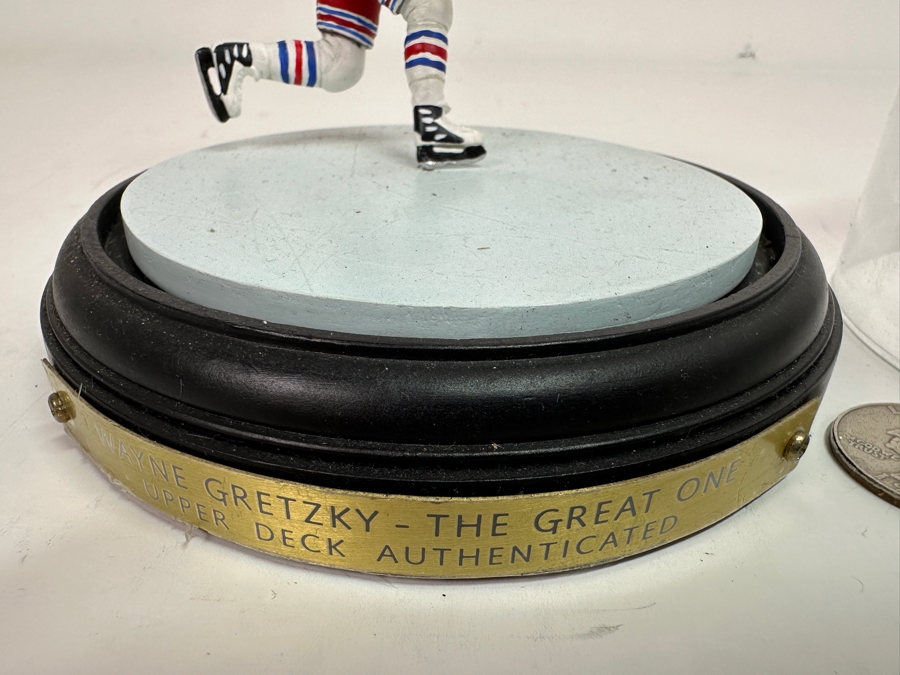 WAYNE GRETZKY - THE GREAT ONE
UPPER DECK AUTHENTICATED